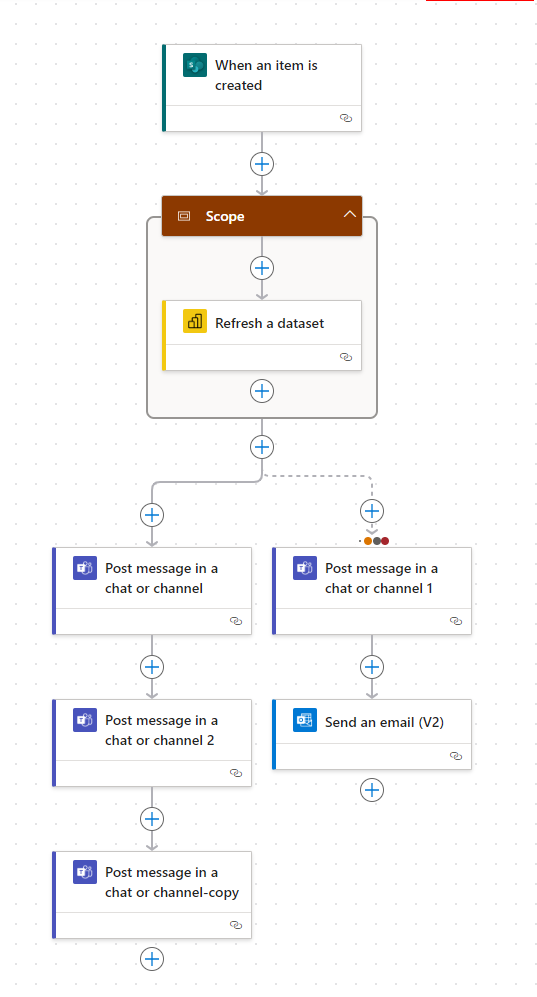 When an item is
created
Scope
Refresh a dataset
Post message in a
chat or channel
Post message in a
chat or channel 1
Post message in a
chat or channel 2
Send an email (V2)
Post message in a
chat or channel-copy